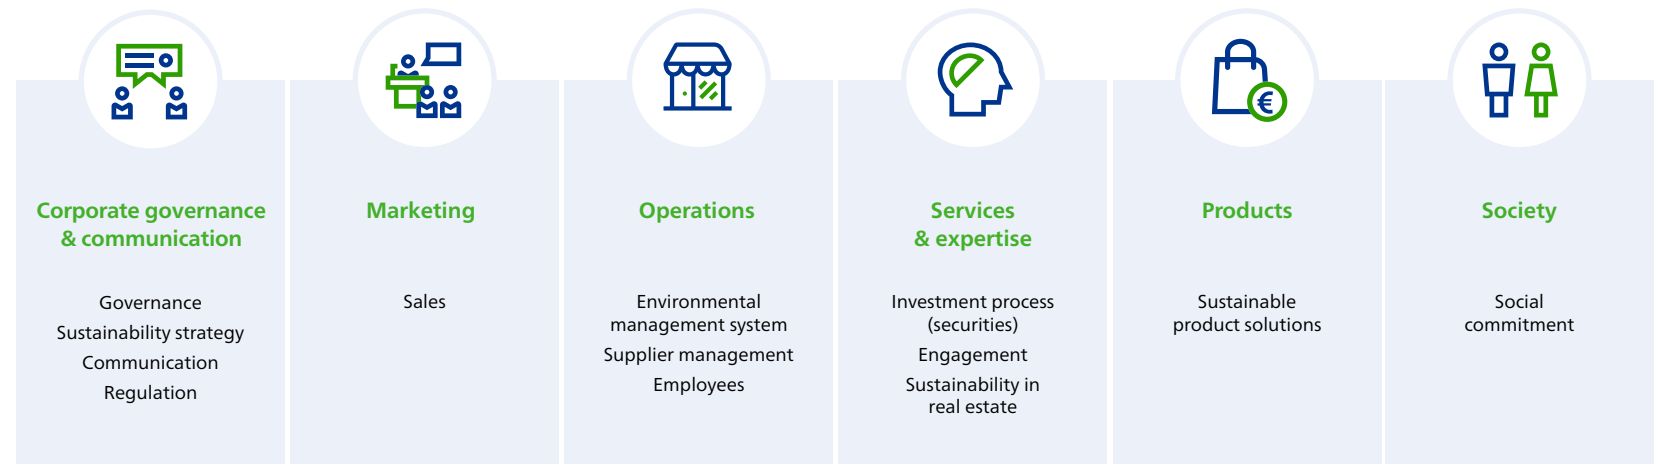 Corporate governance
& communication
Governance
Sustainability strategy
Communication
Regulation
Marketing
Sales
Operations
Environmental
management system
Supplier management
Employees
Services
& expertise
Investment process
(securities)
Engagement
Sustainability in
real estate
€
Products
Sustainable
product solutions
Society
Social
commitment